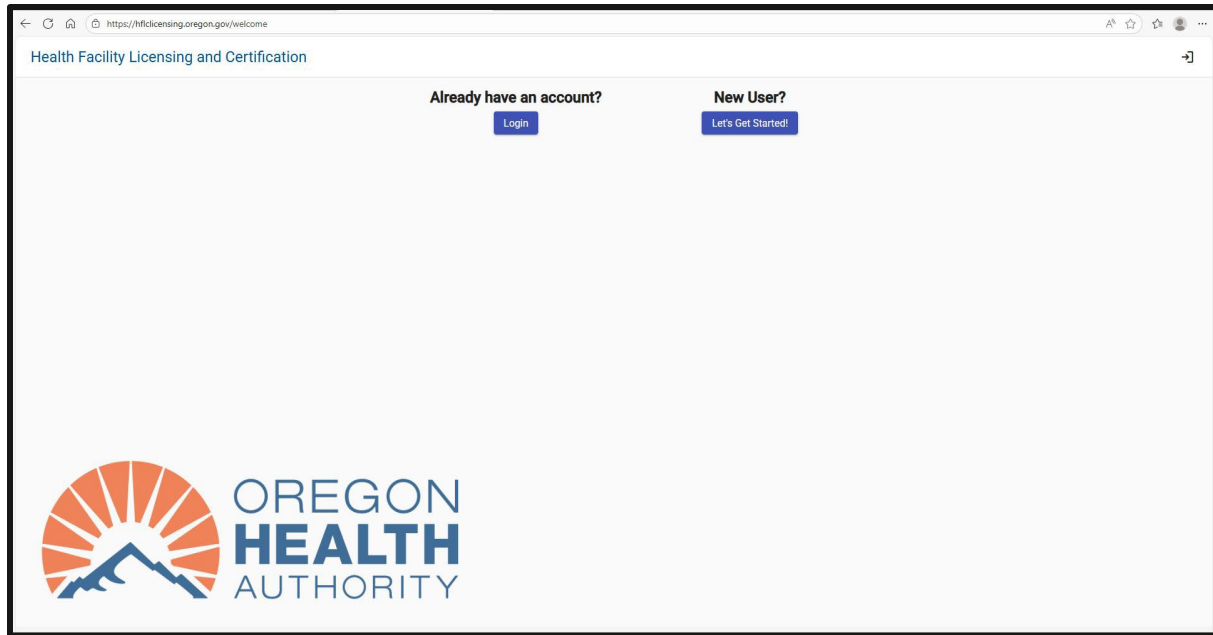 https://hflclicensing.oregon.gov/welcome
Health Facility Licensing and Certification
Already have an account?
New User?
Login
Let's Get Started!
OREGON
HEALTH
AUTHORITY